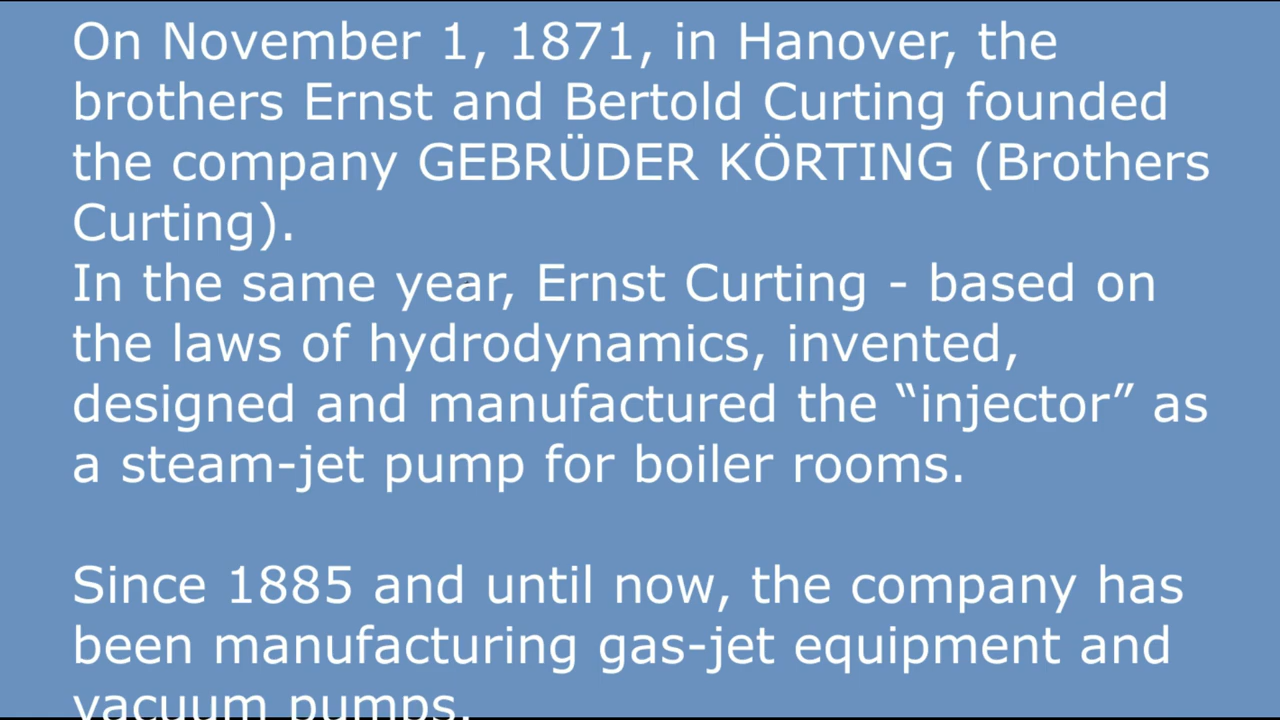 On November 1, 1871, in Hanover, the
brothers Ernst and Bertold Curting founded
the company GEBRÜDER KÖRTING (Brothers
Curting).
In the same year, Ernst Curting - based on
the laws of hydrodynamics, invented,
designed and manufactured the “injector” as
a steam-jet pump for boiler rooms.
Since 1885 and until now, the company has
been manufacturing gas-jet equipment and
vacuum pumps.